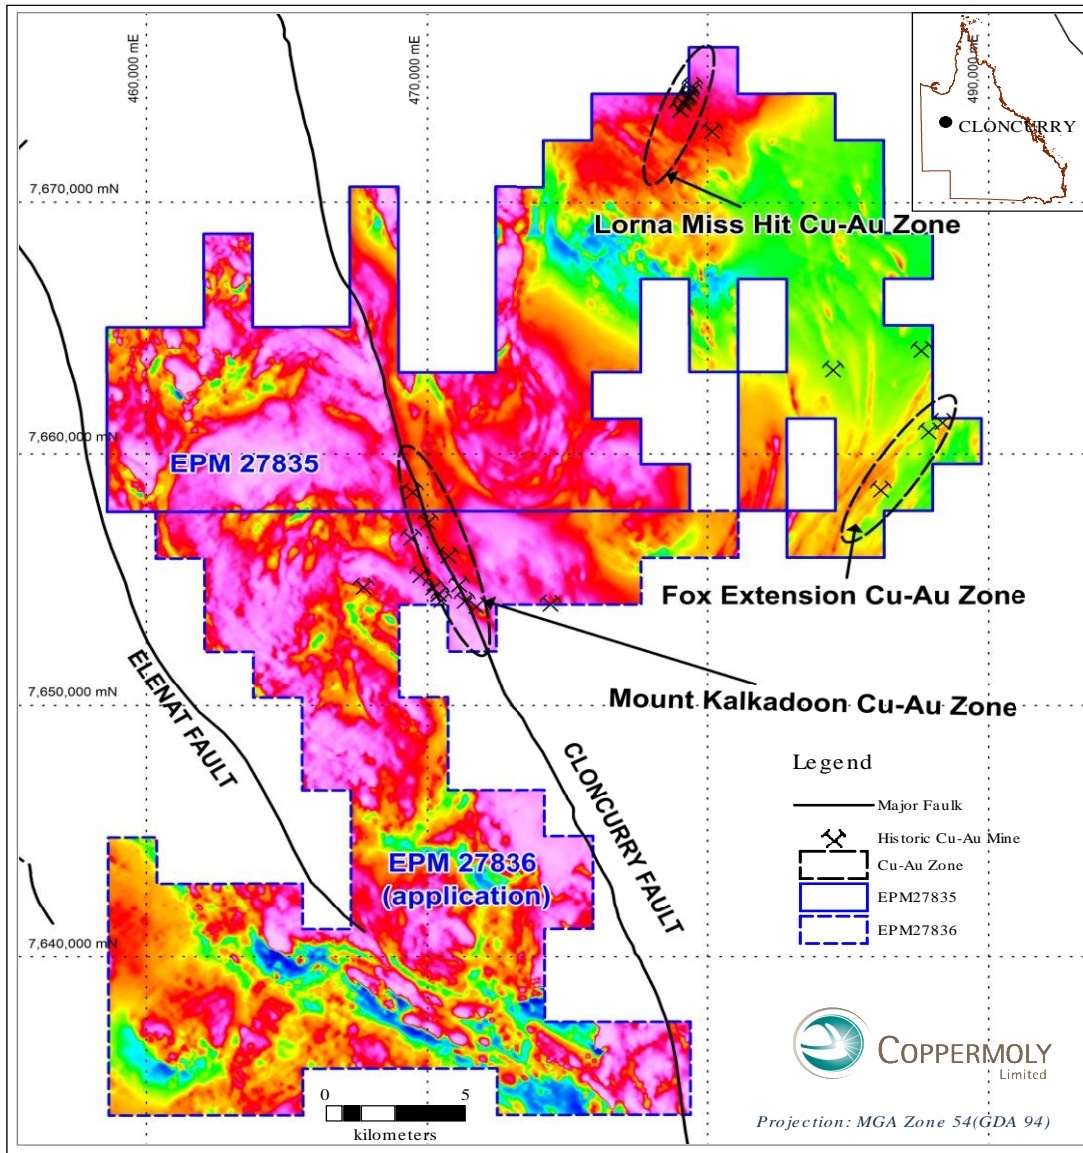 460,000 mE
470,000 mE
490,000 mE
CLONCURRY
7,670,000 mN
Lorna Miss Hit Cu-Au Zone
7,660,000 mN
EPM 27835
Fox Extension Cu-Au Zone
7,650,000 mN
Mount Kalkadoon Cu-Au Zone
ELENAT FAULT
CLONCURRY FAULT
Legend
Major Faulk
Historic Cu-Au Mine
Cu-Au Zone
EPM27835
EPM27836
EPM 27836
(application)
7,640,000 mN
COPPERMOLY
Limited
0 5
kilometers
Projection: MGA Zone 54(GDA 94)